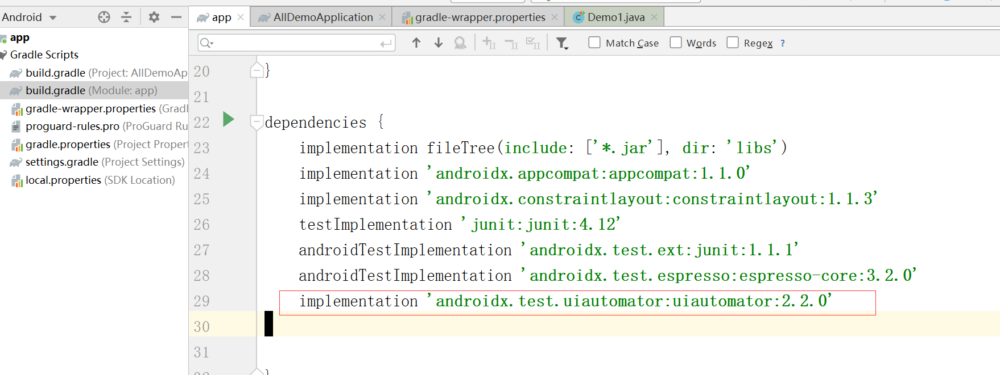 Android
app
AllDemoApplication
gradle-wrapper.properties
Demo1.java
app
Gradle Scripts
build.gradle (Project: AllDemoAp
build.gradle (Module: app)
gradle-wrapper.properties (Gradl
proguard-rules.pro (ProGuard Ru
gradle.properties (Project Proper
settings.gradle (Project Settings)
local.properties (SDK Location)
Match Case
Words
Regex ?
20 }
21
22 dependencies {
23 implementation fileTree(include: ['*.jar'], dir: 'libs')
24 implementation 'androidx.appcompat:appcompat:1.1.0'
25 implementation 'androidx.constraintlayout:constraintlayout:1.1.3'
26 testImplementation 'junit:junit:4.12'
27 androidTestImplementation 'androidx.test.ext:junit:1.1.1'
28 androidTestImplementation 'androidx.test.espresso:espresso-core:3.2.0'
29 implementation 'androidx.test.uiautomator:uiautomator:2.2.0'
30
31